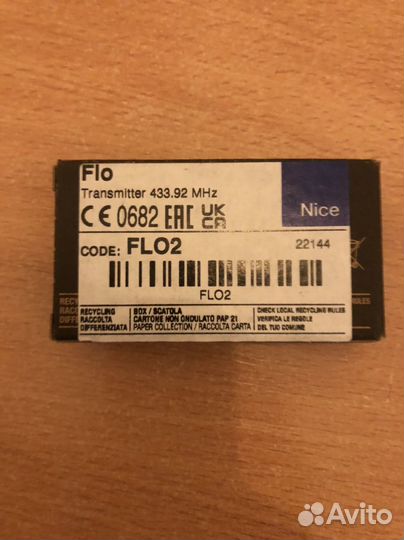 Flo
Transmitter 433.92 MHz
CE 0682 EAC UK CA
Nice
CODE: FLO2
22144
FLO2
RECYCLING
RACCOLTA
DIFFERENZIATA
BOX / SCATOLA
CARTONE NON ONDULATO PAP 21
PAPER COLLECTION / RACCOLTA CARTA
CHECK LOCAL RECYCLING RULES
VERIFICA LE REGOLE
DEL TUO COMUNE
Avito